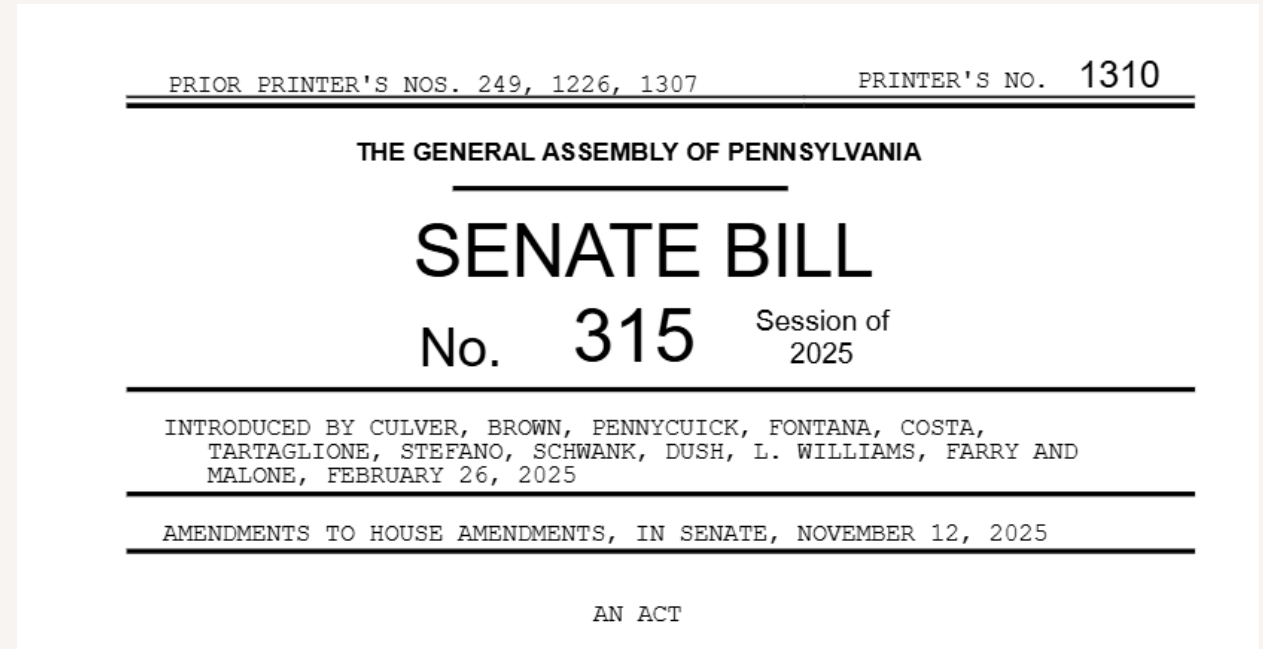 PRIOR PRINTER'S NOS. 249, 1226, 1307 PRINTER'S NO. 1310
THE GENERAL ASSEMBLY OF PENNSYLVANIA
SENATE BILL
No. 315 Session of
2025
INTRODUCED BY CULVER, BROWN, PENNYCUICK, FONTANA, COSTA,
TARTAGLIONE, STEFANO, SCHWANK, DUSH, L. WILLIAMS, FARRY AND
MALONE, FEBRUARY 26, 2025
AMENDMENTS TO HOUSE AMENDMENTS, IN SENATE, NOVEMBER 12, 2025
AN ACT